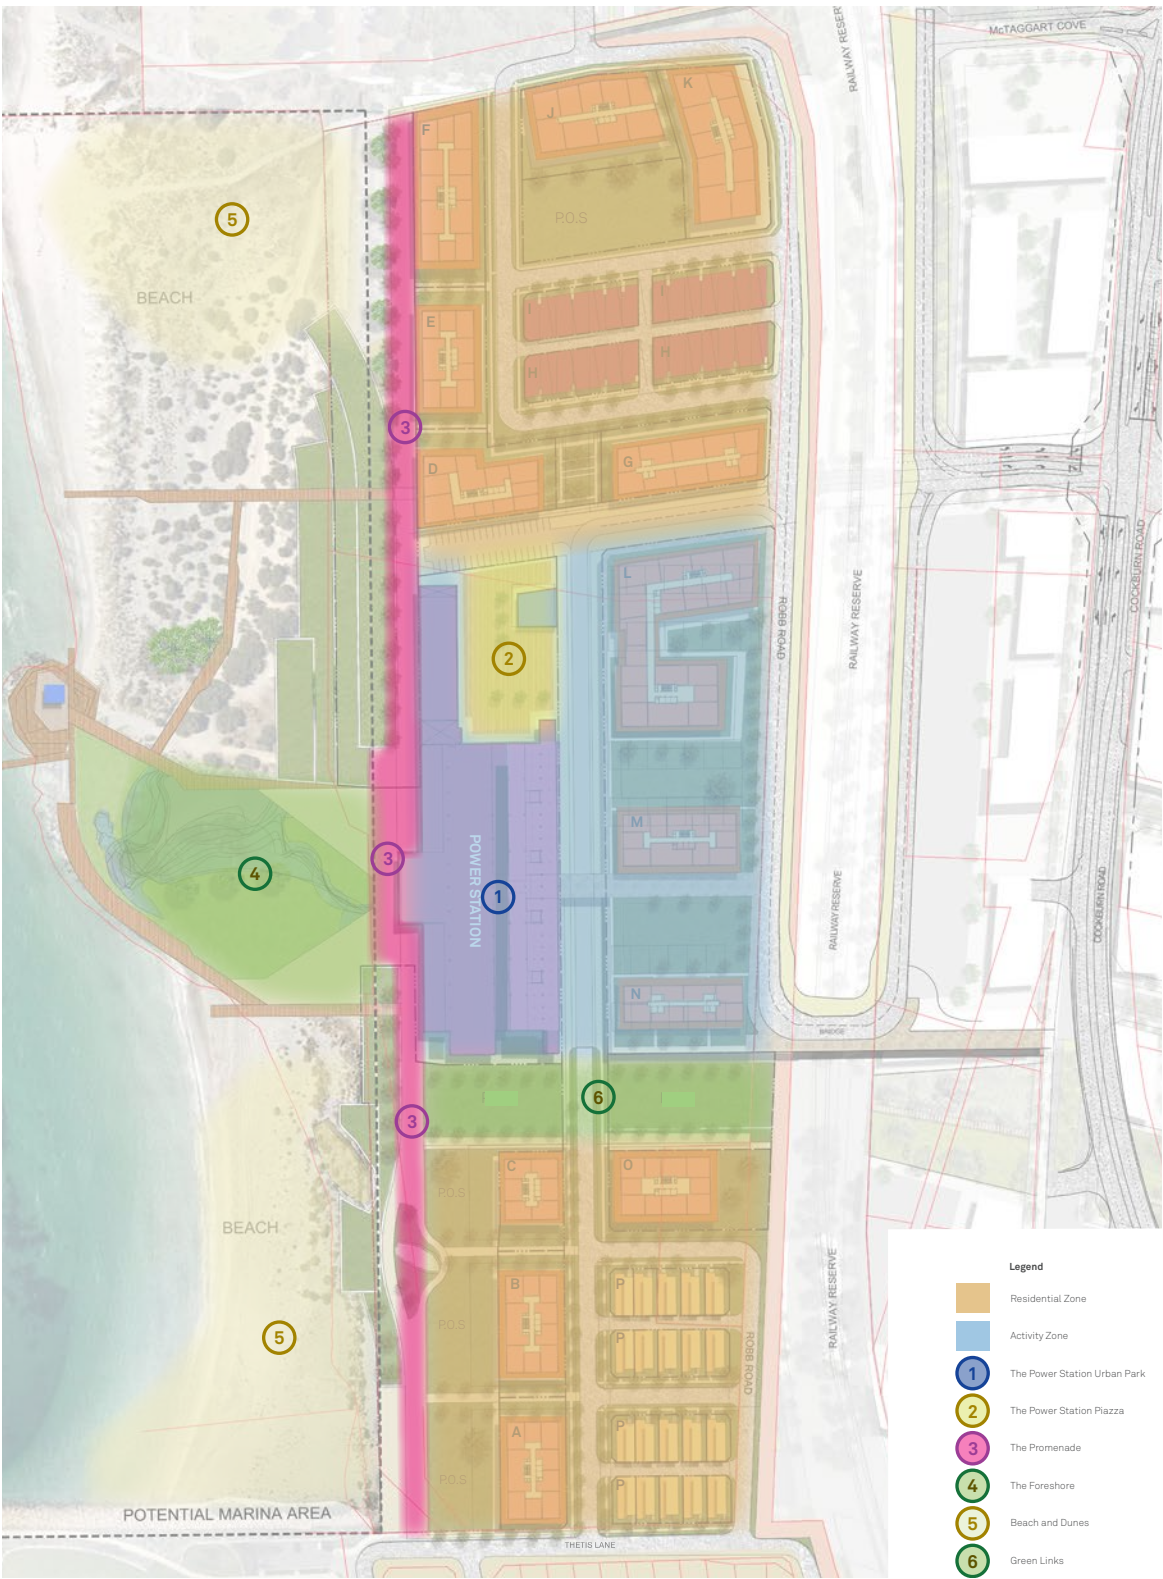 McTAGGART COVE
RAILWAY RESERVE
K
J
F
5
P.O.S
BEACH
I
I
E
H
H
3
D
G
COCKBURN ROAD
L
ROBB ROAD
RAILWAY RESERVE
2
M
POWER STATION
3
4
1
RAILWAY RESERVE
COCKBURN ROAD
N
BRIDGE
6
3
C
O
P.O.S
BEACH
RAILWAY RESERVE
B
P
P.O.S
5
P
ROBB ROAD
A
P
P.O.S
P
POTENTIAL MARINA AREA
THETIS LANE
Legend
Residential Zone
Activity Zone
1 The Power Station Urban Park
2 The Power Station Piazza
3 The Promenade
4 The Foreshore
5 Beach and Dunes
6 Green Links